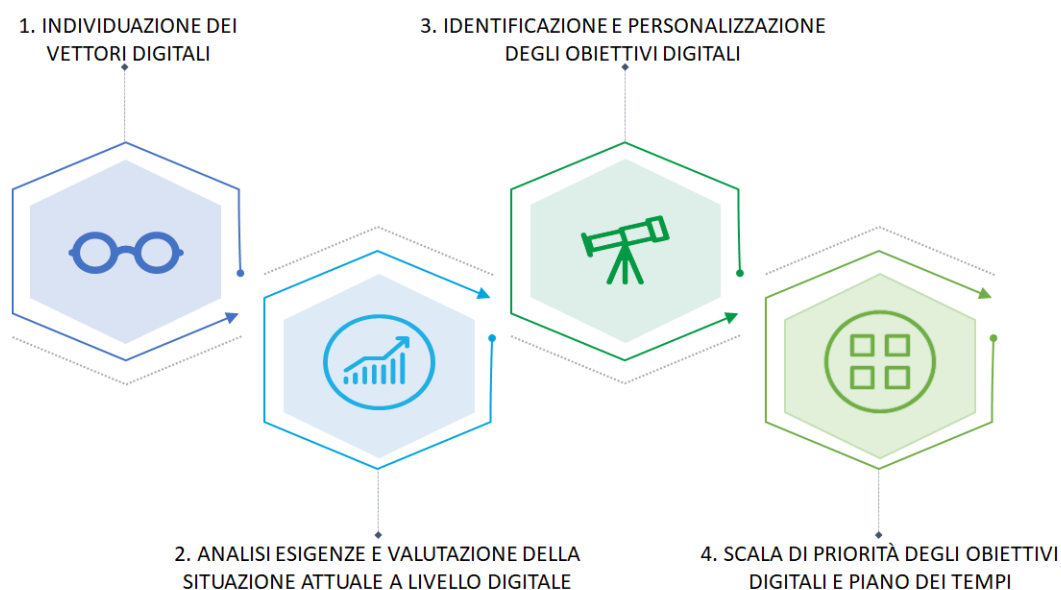 1. INDIVIDUAZIONE DEI
VETTORI DIGITALI
2. ANALISI ESIGENZE E VALUTAZIONE DELLA
SITUAZIONE ATTUALE A LIVELLO DIGITALE
3. IDENTIFICAZIONE E PERSONALIZZAZIONE
DEGLI OBIETTIVI DIGITALI
4. SCALA DI PRIORITÀ DEGLI OBIETTIVI
DIGITALI E PIANO DEI TEMPI